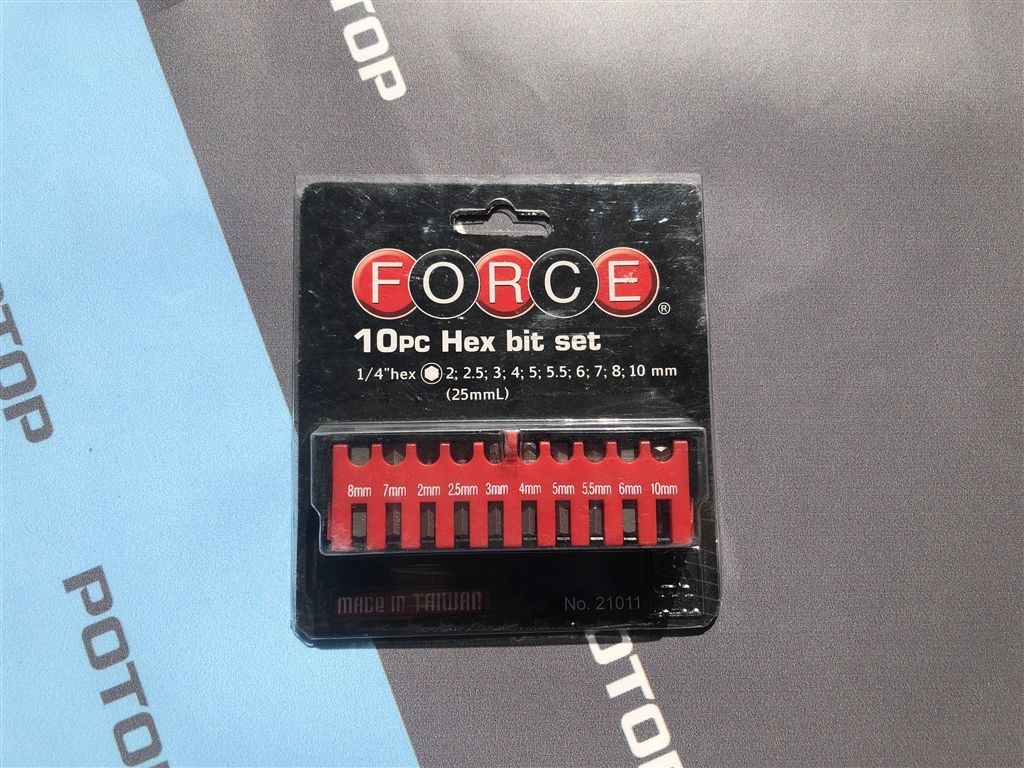 POTOP
FORCE®
10PC Hex bit set
1/4"hex 2; 2.5; 3; 4; 5; 5.5; 6; 7; 8; 10 mm
(25mmL)
POTOP
8mm 7mm 2mm 2.5mm 3mm 4mm 5mm 5.5mm 6mm 10mm
MADE IN TAIWAN
No. 21011
POTOP
POTOP